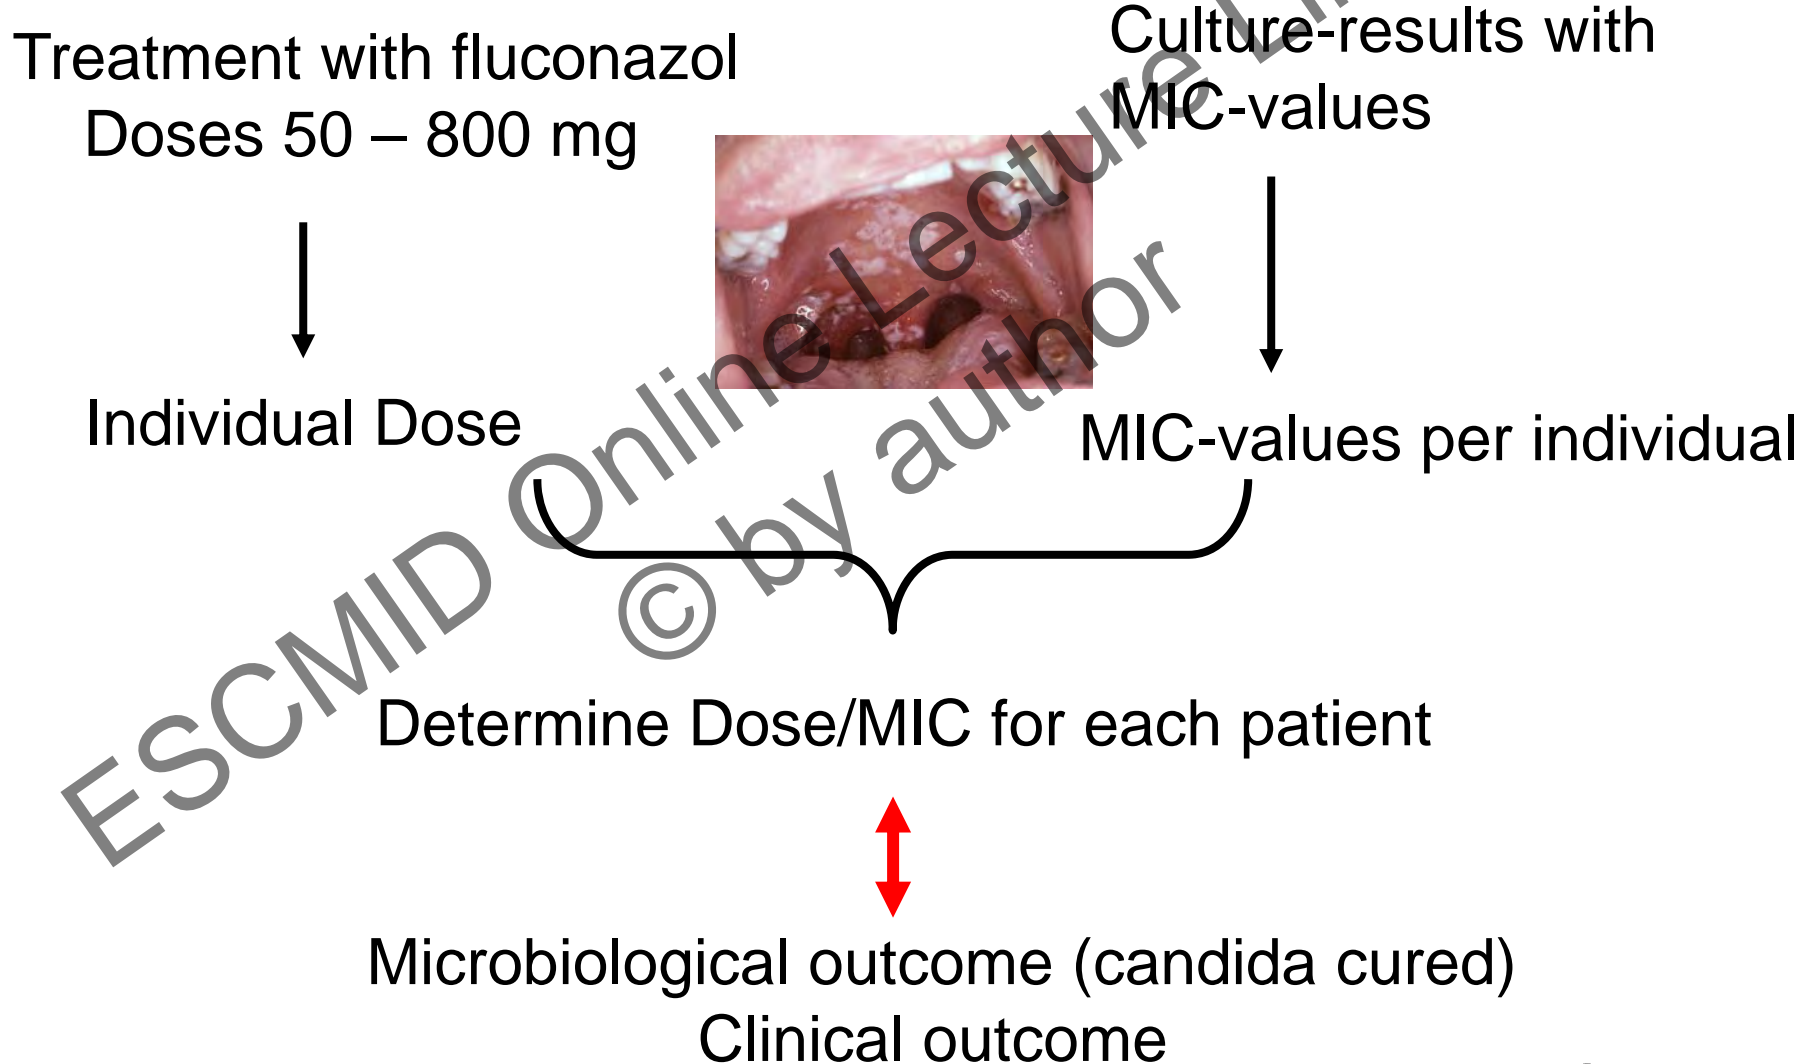 Treatment with fluconazol
Doses 50 – 800 mg
Culture-results with
MIC-values
Individual Dose
MIC-values per individual
Determine Dose/MIC for each patient
Microbiological outcome (candida cured)
Clinical outcome
ESCMID Online Lecture
© by author